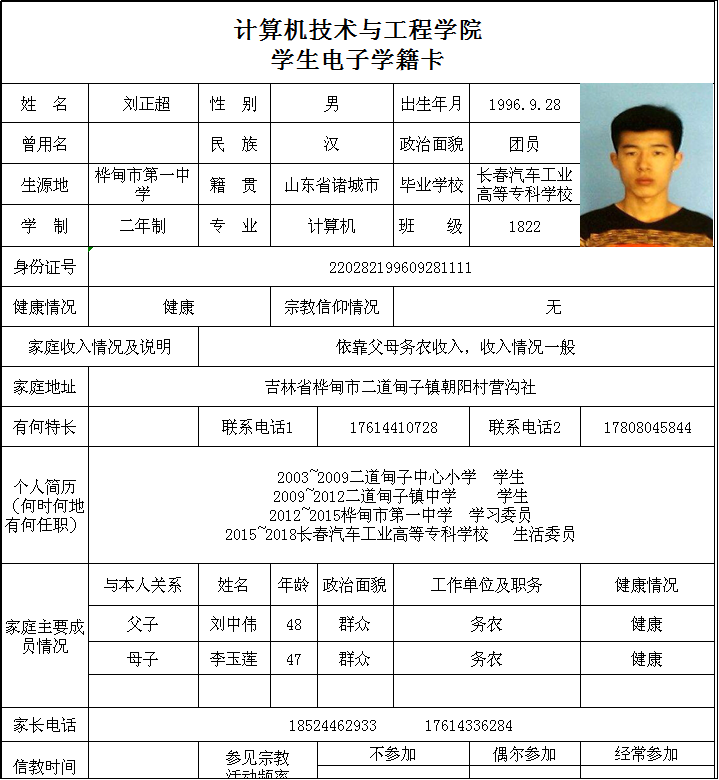 计算机技术与工程学院
学生电子学籍卡
姓 名 刘正超 性 别 男 出生年月 1996.9.28
曾用名 民 族 汉 政治面貌 团员
生源地 桦甸市第一中学 籍 贯 山东省诸城市 毕业学校 长春汽车工业高等专科学校
学 制 二年制 专 业 计算机 班 级 1822
身份证号 220282199609281111
健康情况 健康 宗教信仰情况 无
家庭收入情况及说明 依靠父母务农收入，收入情况一般
家庭地址 吉林省桦甸市二道甸子镇朝阳村营沟社
有何特长 联系电话1 17614410728 联系电话2 17808045844
个人简历
（何时何地
有何任职）
2003~2009二道甸子中心小学 学生
2009~2012二道甸子镇中学 学生
2012~2015桦甸市第一中学 学习委员
2015~2018长春汽车工业高等专科学校 生活委员
家庭主要成
员情况
与本人关系 姓名 年龄 政治面貌 工作单位及职务 健康情况
父子 刘中伟 48 群众 务农 健康
母子 李玉莲 47 群众 务农 健康
家长电话 18524462933 17614336284
信教时间 参见宗教
活动频率
不参加 偶尔参加 经常参加